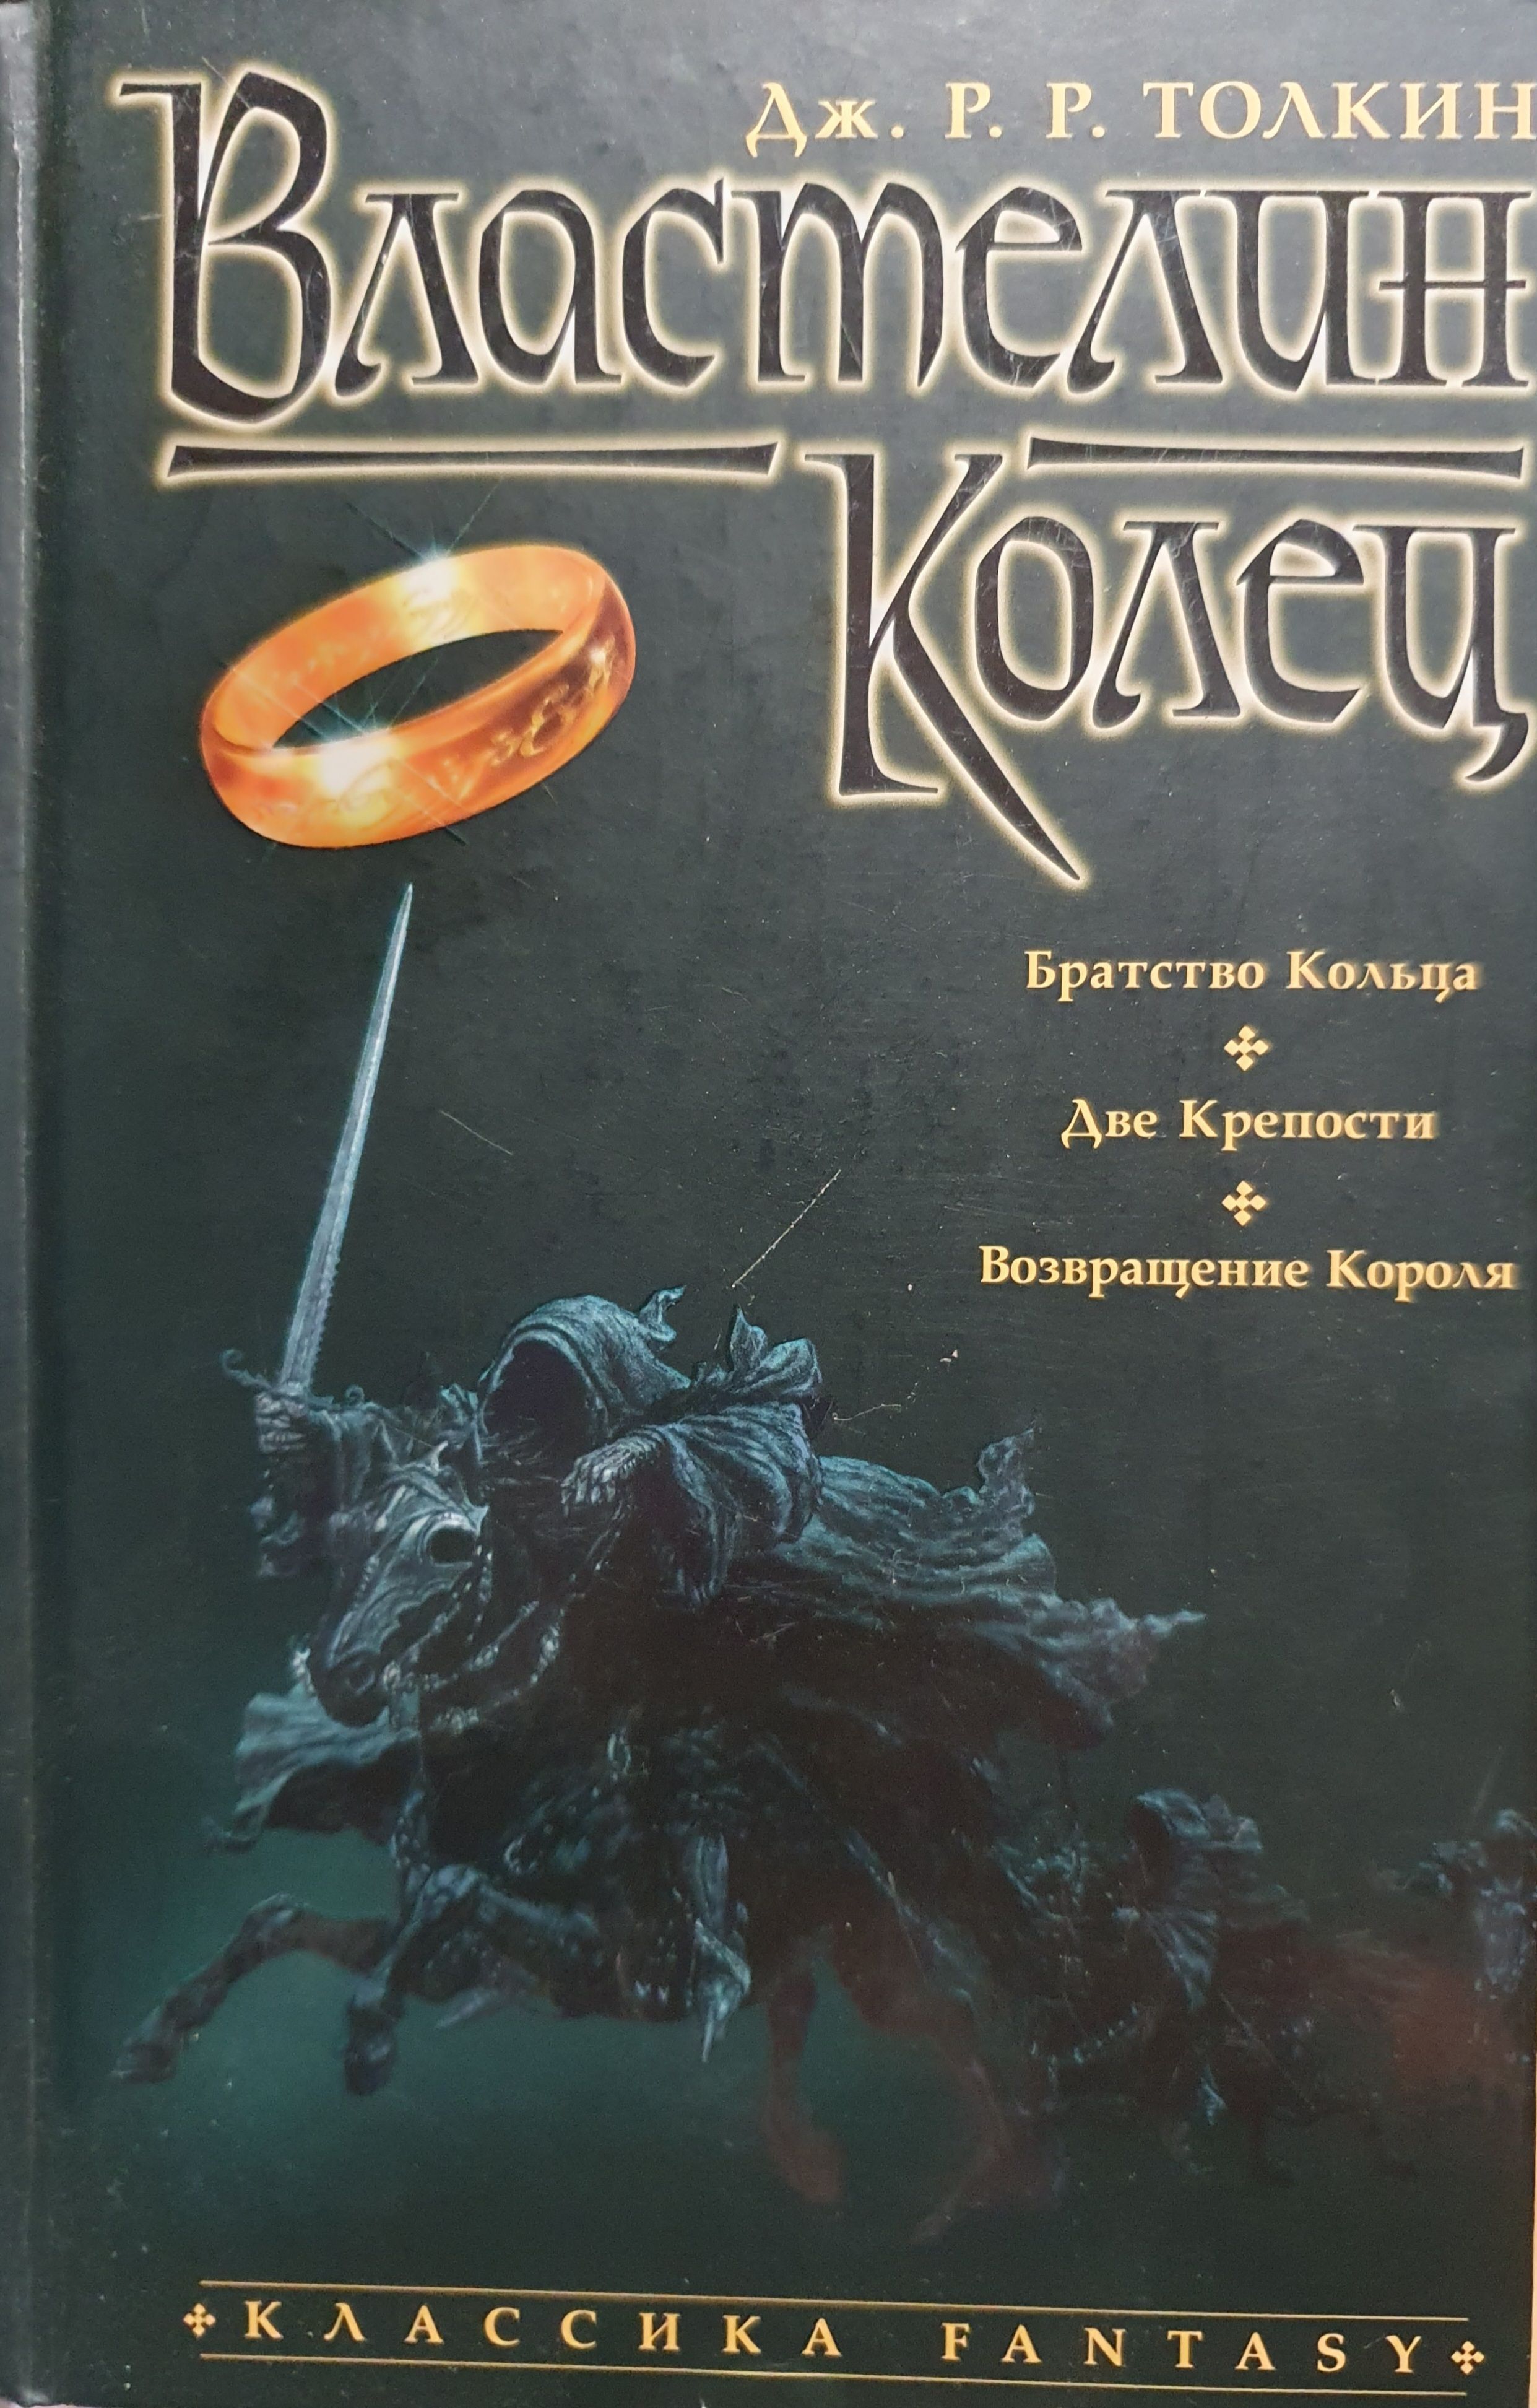 Дж. Р. Р. ТОЛКИН
Властелин
Колец
Братство Кольца
Две Крепости
Возвращение Короля
КЛАССИКА FANTASY